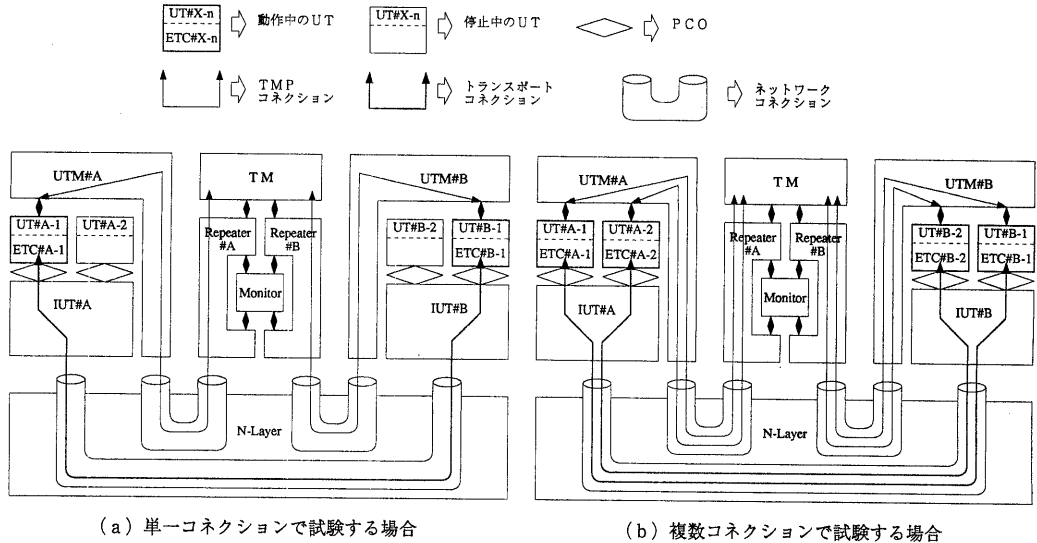 UT#X-n
ETC#X-n
動作中のUT
UT#X-n
停止中のUT
PCO
TMP
コネクション
トランスポート
コネクション
ネットワーク
コネクション
UTM#A
TM
UTM#B
UT#A-1
ETC#A-1
UT#A-2
Repeater
#A
Repeater
#B
UT#B-2
UT#B-1
ETC#B-1
Monitor
IUT#A
IUT#B
N-Layer
(a) 単一コネクションで試験する場合
UTM#A
TM
UTM#B
UT#A-1
ETC#A-1
UT#A-2
ETC#A-2
Repeater
#A
Repeater
#B
UT#B-2
ETC#B-2
UT#B-1
ETC#B-1
Monitor
IUT#A
IUT#B
N-Layer
(b) 複数コネクションで試験する場合